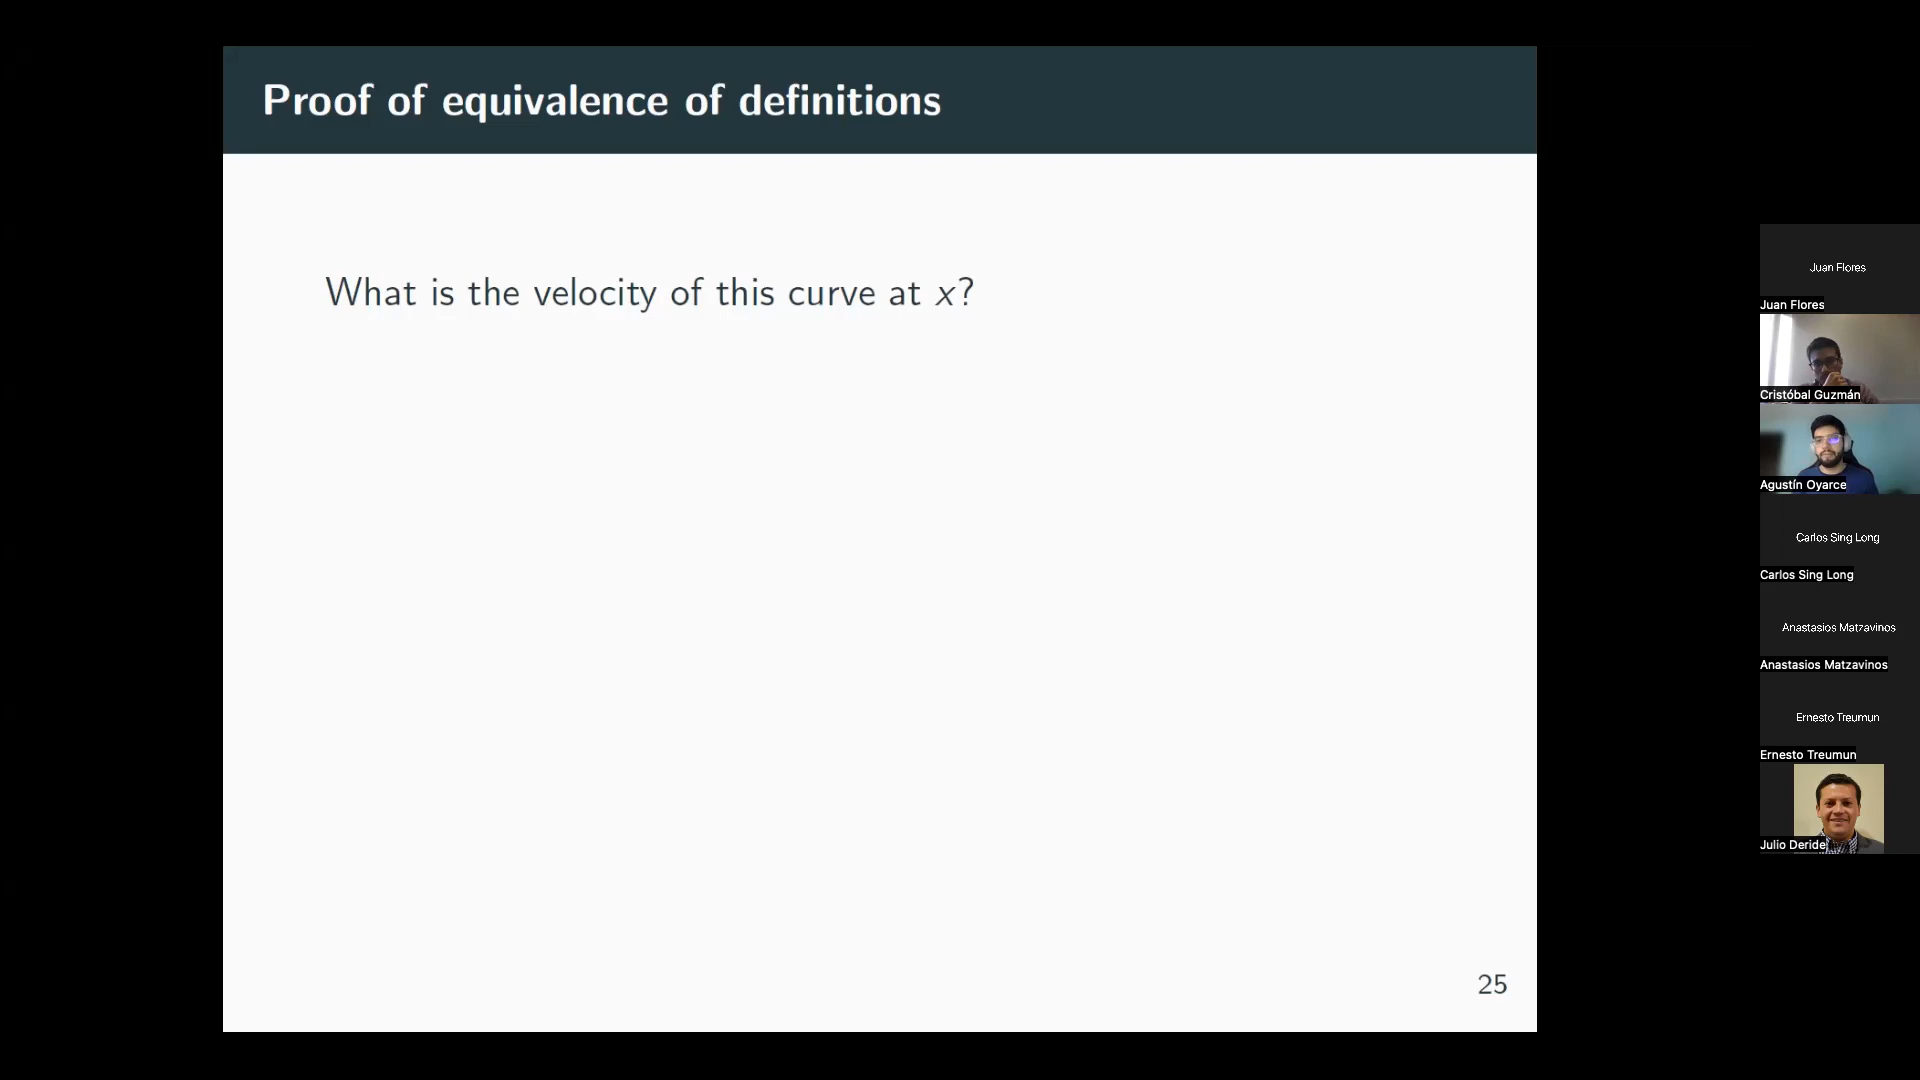 Proof of equivalence of definitions
What is the velocity of this curve at x?
25
Juan Flores
Juan Flores
Cristóbal Guzmán
Agustín Oyarce
Carlos Sing Long
Carlos Sing Long
Anastasios Matzavinos
Anastasios Matzavinos
Ernesto Treumun
Ernesto Treumun
Julio Deride